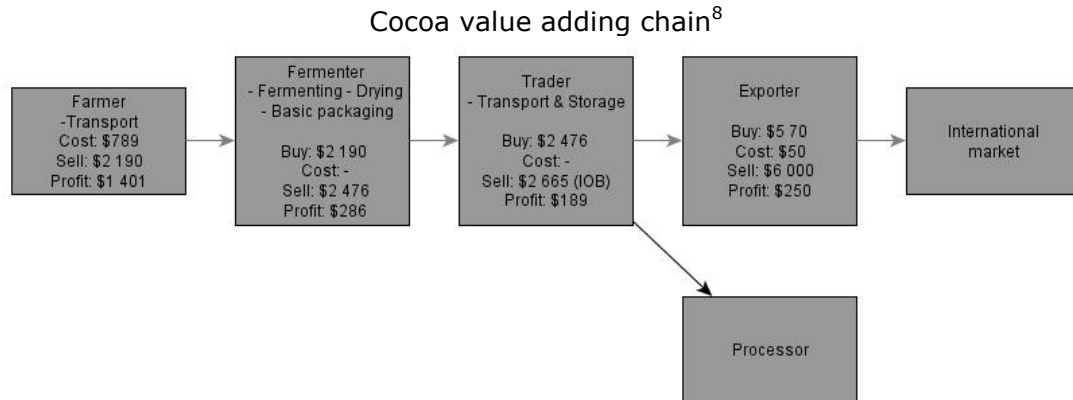 Cocoa value adding chain8
Farmer
-Transport
Cost: $789
Sell: $2 190
Profit: $1 401
Fermenter
- Fermenting - Drying
- Basic packaging
Buy: $2 190
Cost: -
Sell: $2 476
Profit: $286
Trader
- Transport & Storage
Buy: $2 476
Cost: -
Sell: $2 665 (IOB)
Profit: $189
Exporter
Buy: $5 70
Cost: $50
Sell: $6 000
Profit: $250
International
market
Processor